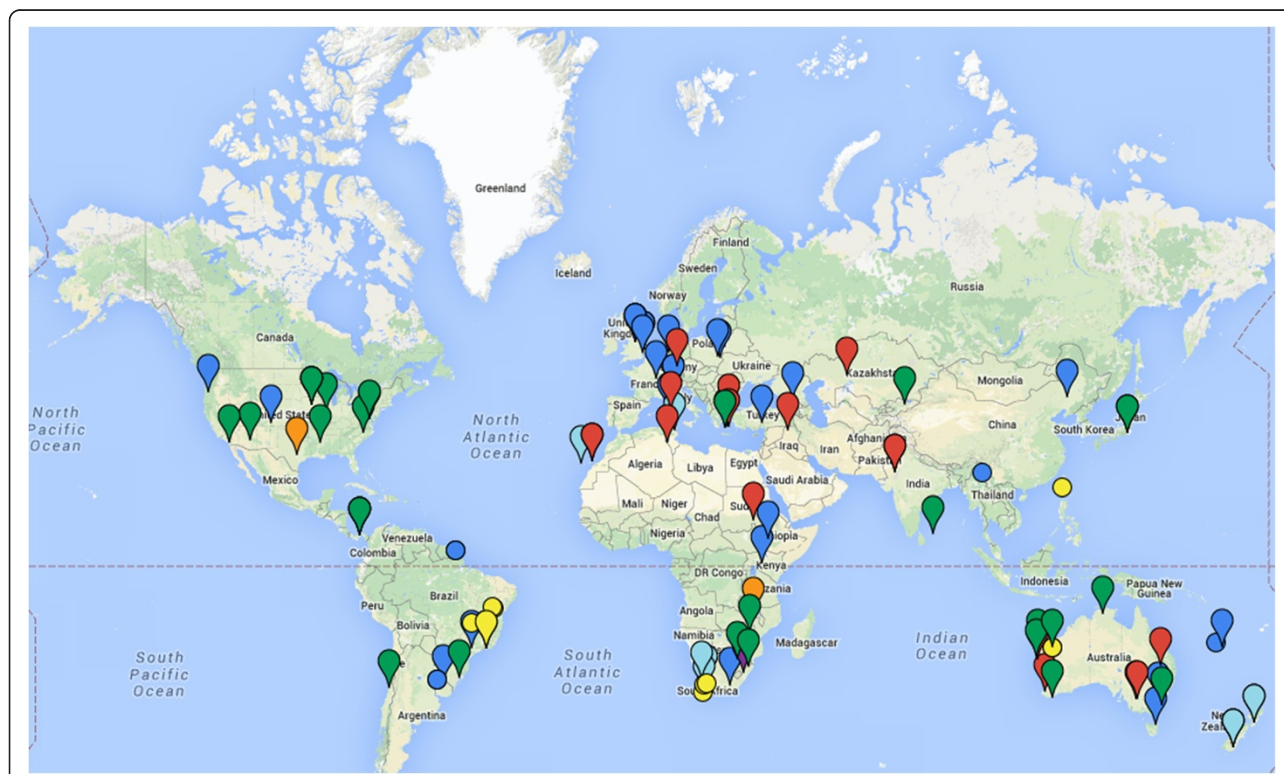 Greenland
Iceland
Finland
Sweden
Norway
Russia
Canada
Unit
Kingdo
Pola
Ukraine
Kazakhsta
Mongolia
North
Pacific
Ocean
North
Atlantic
Ocean
Spain
Turkey
China
South Korea
Mexico
Algeria
Libya
Egypt
Iraq
Iran
Afghan
Pakist
Saudi Arabia
India
Thailand
Mali
Niger
Chad
Nigeria
Venezuela
Colombia
DR Congo
Kenya
Indonesia
Papua New
Guinea
Peru
Brazil
Bolivia
Angola
Namibia
Madagascar
Indian
Ocean
Australia
South
Pacific
Ocean
South
Atlantic
Ocean
Argentina